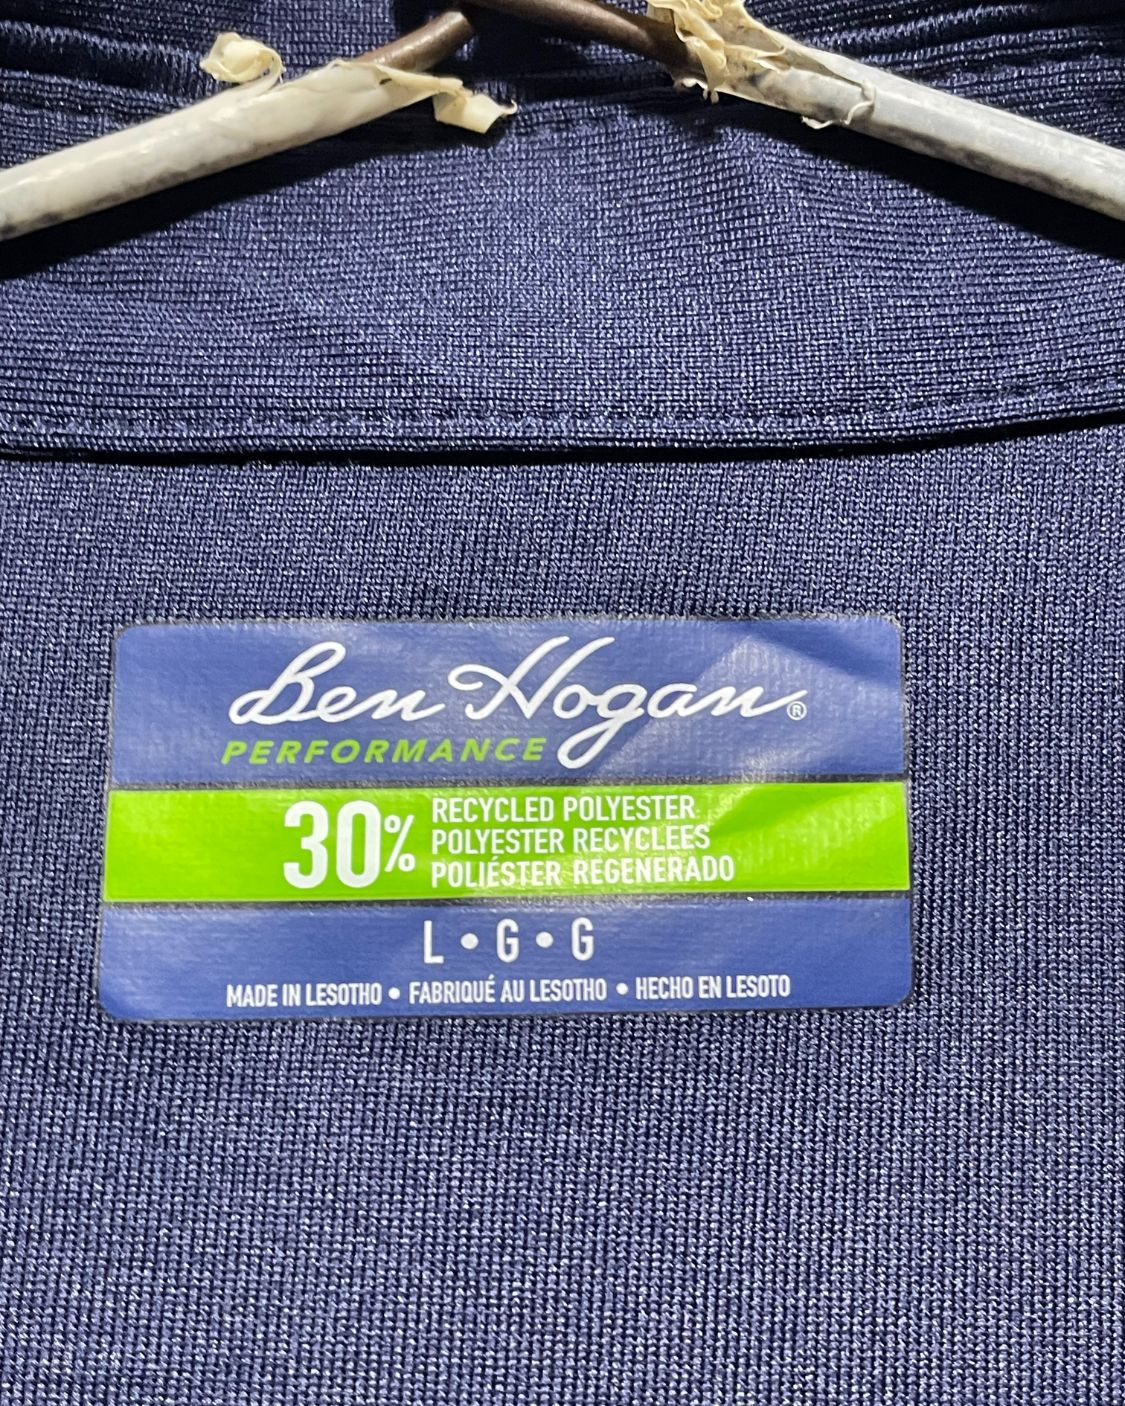 Ben Hogan®
PERFORMANCE
30%
RECYCLED POLYESTER
POLYESTER RECYCLEES
POLIÉSTER REGENERADO
L • G • G
MADE IN LESOTHO • FABRIQUÉ AU LESOTHO • HECHO EN LESOTO